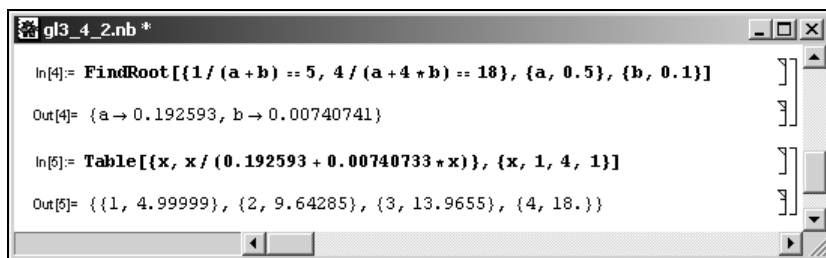 gl3_4_2.nb *
In[4]:= FindRoot[{1/(a+b) == 5, 4/(a+4*b) == 18}, {a, 0.5}, {b, 0.1}]
Out[4]= {a → 0.192593, b → 0.00740741}
In[5]:= Table[{x, x/(0.192593+0.00740733*x)}, {x, 1, 4, 1}]
Out[5]= {{1, 4.99999}, {2, 9.64285}, {3, 13.9655}, {4, 18.}}